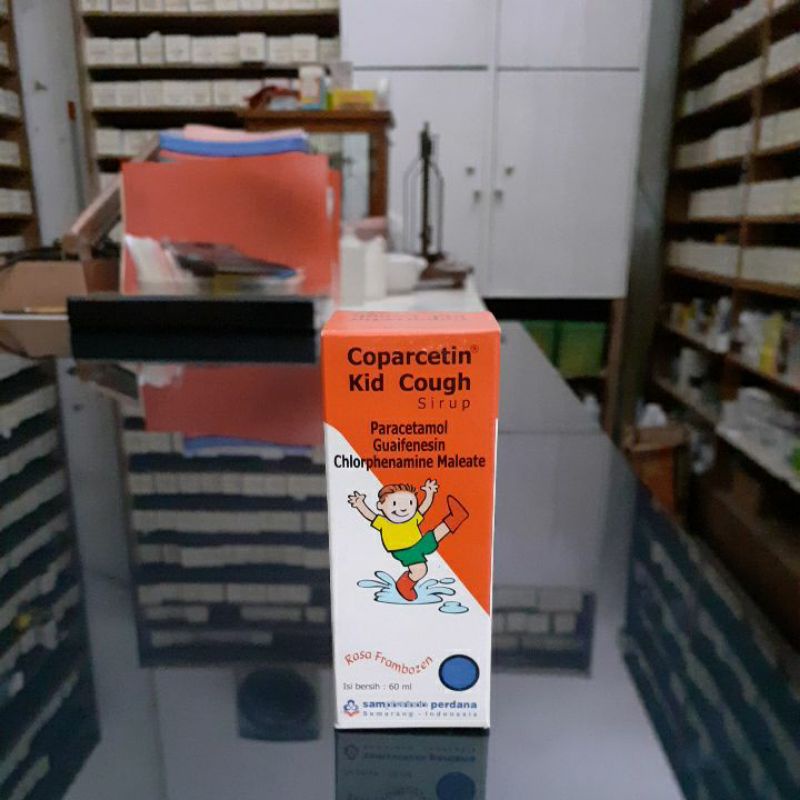 Coparcetin®
Kid Cough
Sirup
Paracetamol
Guaifenesin
Chlorphenamine Maleate
Rasa Frambozen
Isi bersih : 60 ml
perdana
Semarang - Indonesia